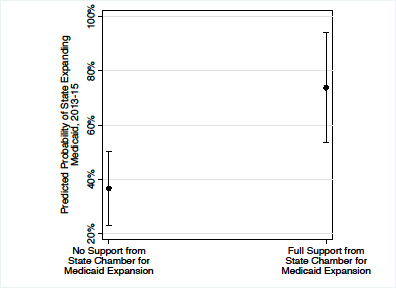 Predicted Probability of State Expanding
Medicaid, 2013-15
100%
80%
60%
40%
20%
No Support from
State Chamber for
Medicaid Expansion
Full Support from
State Chamber for
Medicaid Expansion